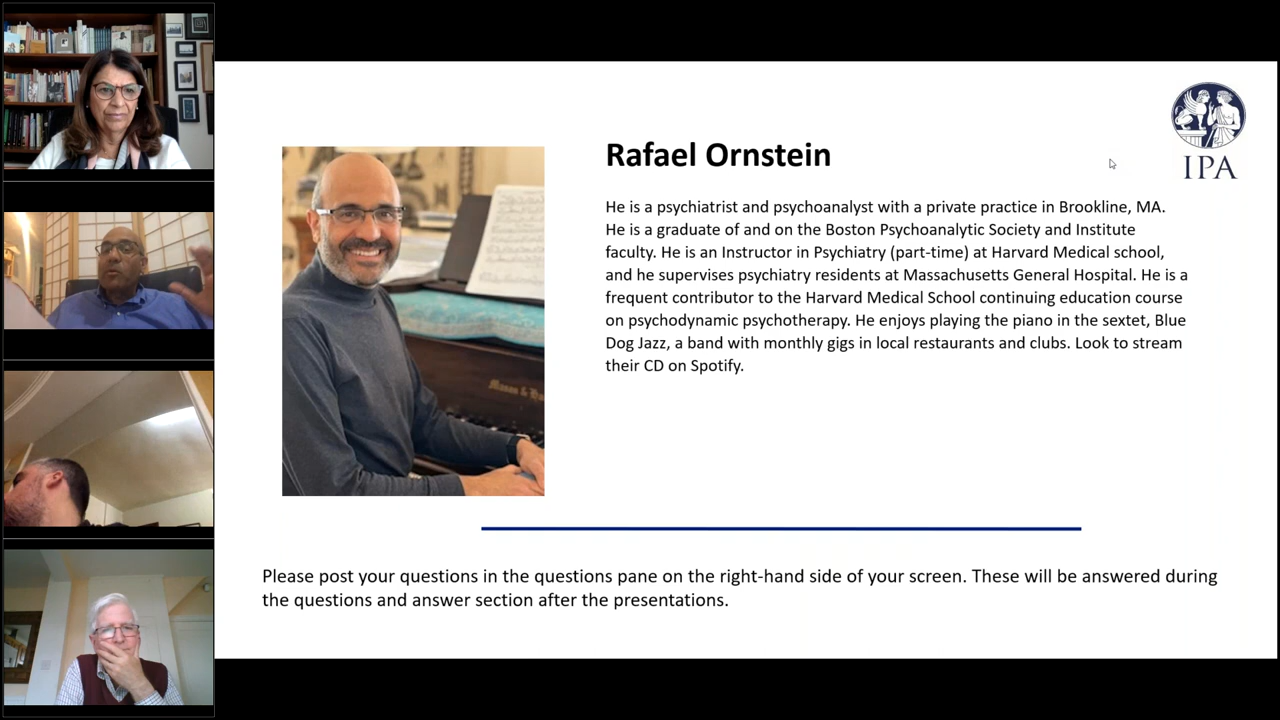 Rafael Ornstein
He is a psychiatrist and psychoanalyst with a private practice in Brookline, MA.
He is a graduate of and on the Boston Psychoanalytic Society and Institute
faculty. He is an Instructor in Psychiatry (part-time) at Harvard Medical school,
and he supervises psychiatry residents at Massachusetts General Hospital. He is a
frequent contributor to the Harvard Medical School continuing education course
on psychodynamic psychotherapy. He enjoys playing the piano in the sextet, Blue
Dog Jazz, a band with monthly gigs in local restaurants and clubs. Look to stream
their CD on Spotify.
IPA
Please post your questions in the questions pane on the right-hand side of your screen. These will be answered during
the questions and answer section after the presentations.